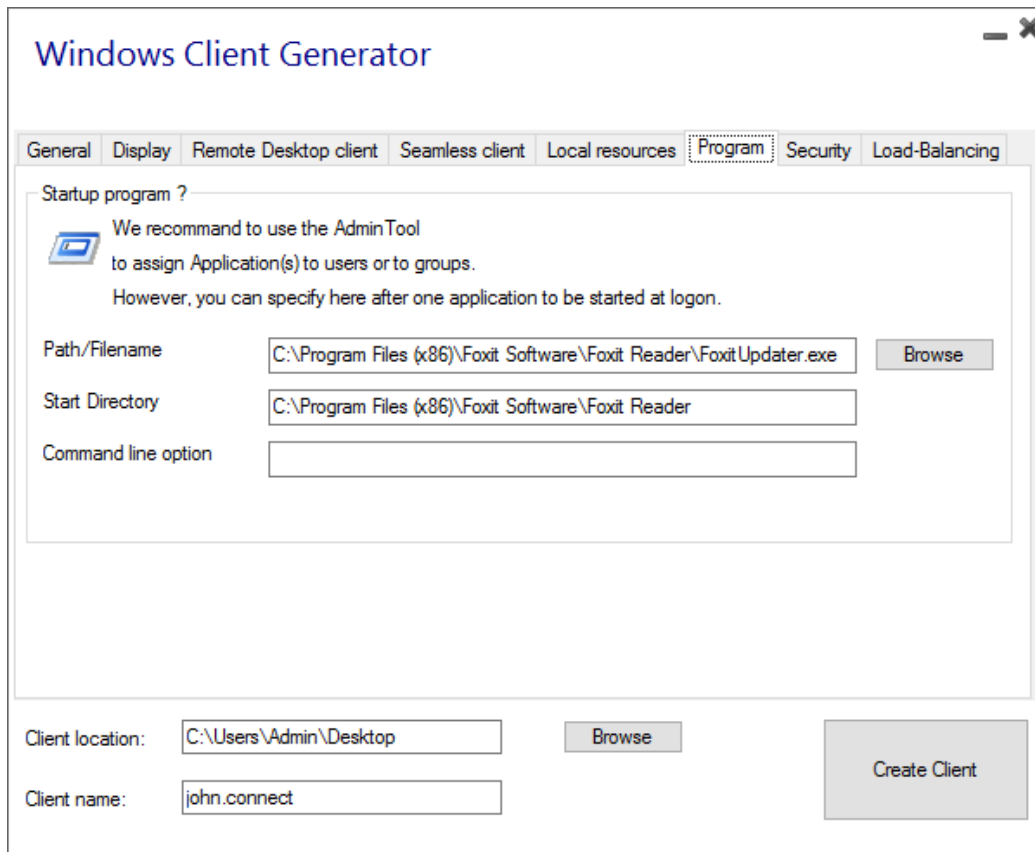 Windows Client Generator
General Display Remote Desktop client Seamless client Local resources Program Security Load-Balancing
Startup program ?
We recommand to use the AdminTool
to assign Application(s) to users or to groups.
However, you can specify here after one application to be started at logon.
Path/Filename C:\Program Files (x86)\Foxit Software\Foxit Reader\FoxitUpdater.exe Browse
Start Directory C:\Program Files (x86)\Foxit Software\Foxit Reader
Command line option
Client location: C:\Users\Admin\Desktop Browse
Create Client
Client name: john.connect